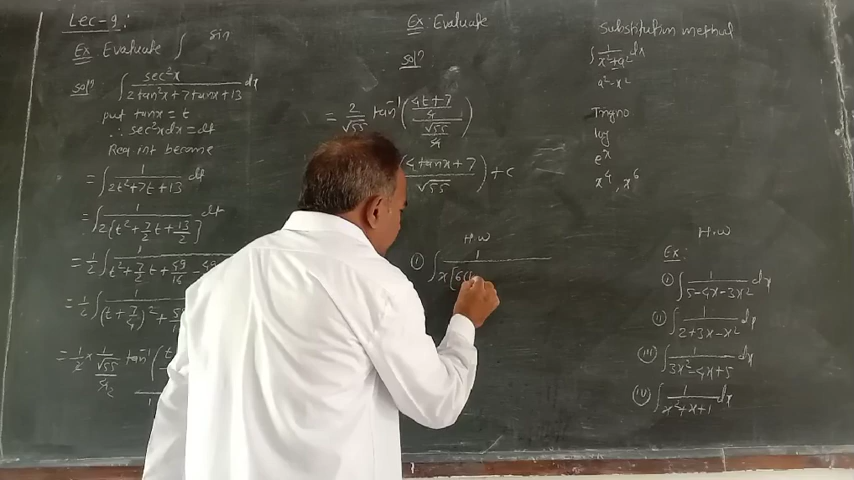 Lec-9:
Ex: Evaluate ∫ sin
solⁿ ∫ sec²x / (2tan²x+7tanx+13) dx
put tanx = t
∴ sec²x dx = dt
Req. int become
= ∫ 1/(2t²+7t+13) dt
= ∫ 1/(2[t²+7/2 t+13/2]) dt
= 1/2 ∫ 1/(t²+7/2 t+49/16 - 49
= 1/2 ∫ 1/((t+7/4)²+5
= 1/2 × 1/(√55/4) tan⁻¹(t
Ex: Evaluate
solⁿ
= 2/√55 tan⁻¹(((4t+7)/4)/(√55/4))
(4tanx+7)/√55)+c
H.W
(i) ∫ 1/(x[6(l
Substitution method
∫ 1/(x²+a²) dx
a²-x²
Trigno
log
eˣ
x⁴, x⁶
H.W
Ex:
(i) ∫ 1/(5-4x-3x²) dx
(ii) ∫ 1/(2+3x-x²) dx
(iii) ∫ 1/(3x²-4x+5) dx
(iv) ∫ 1/(x²+x+1) dx